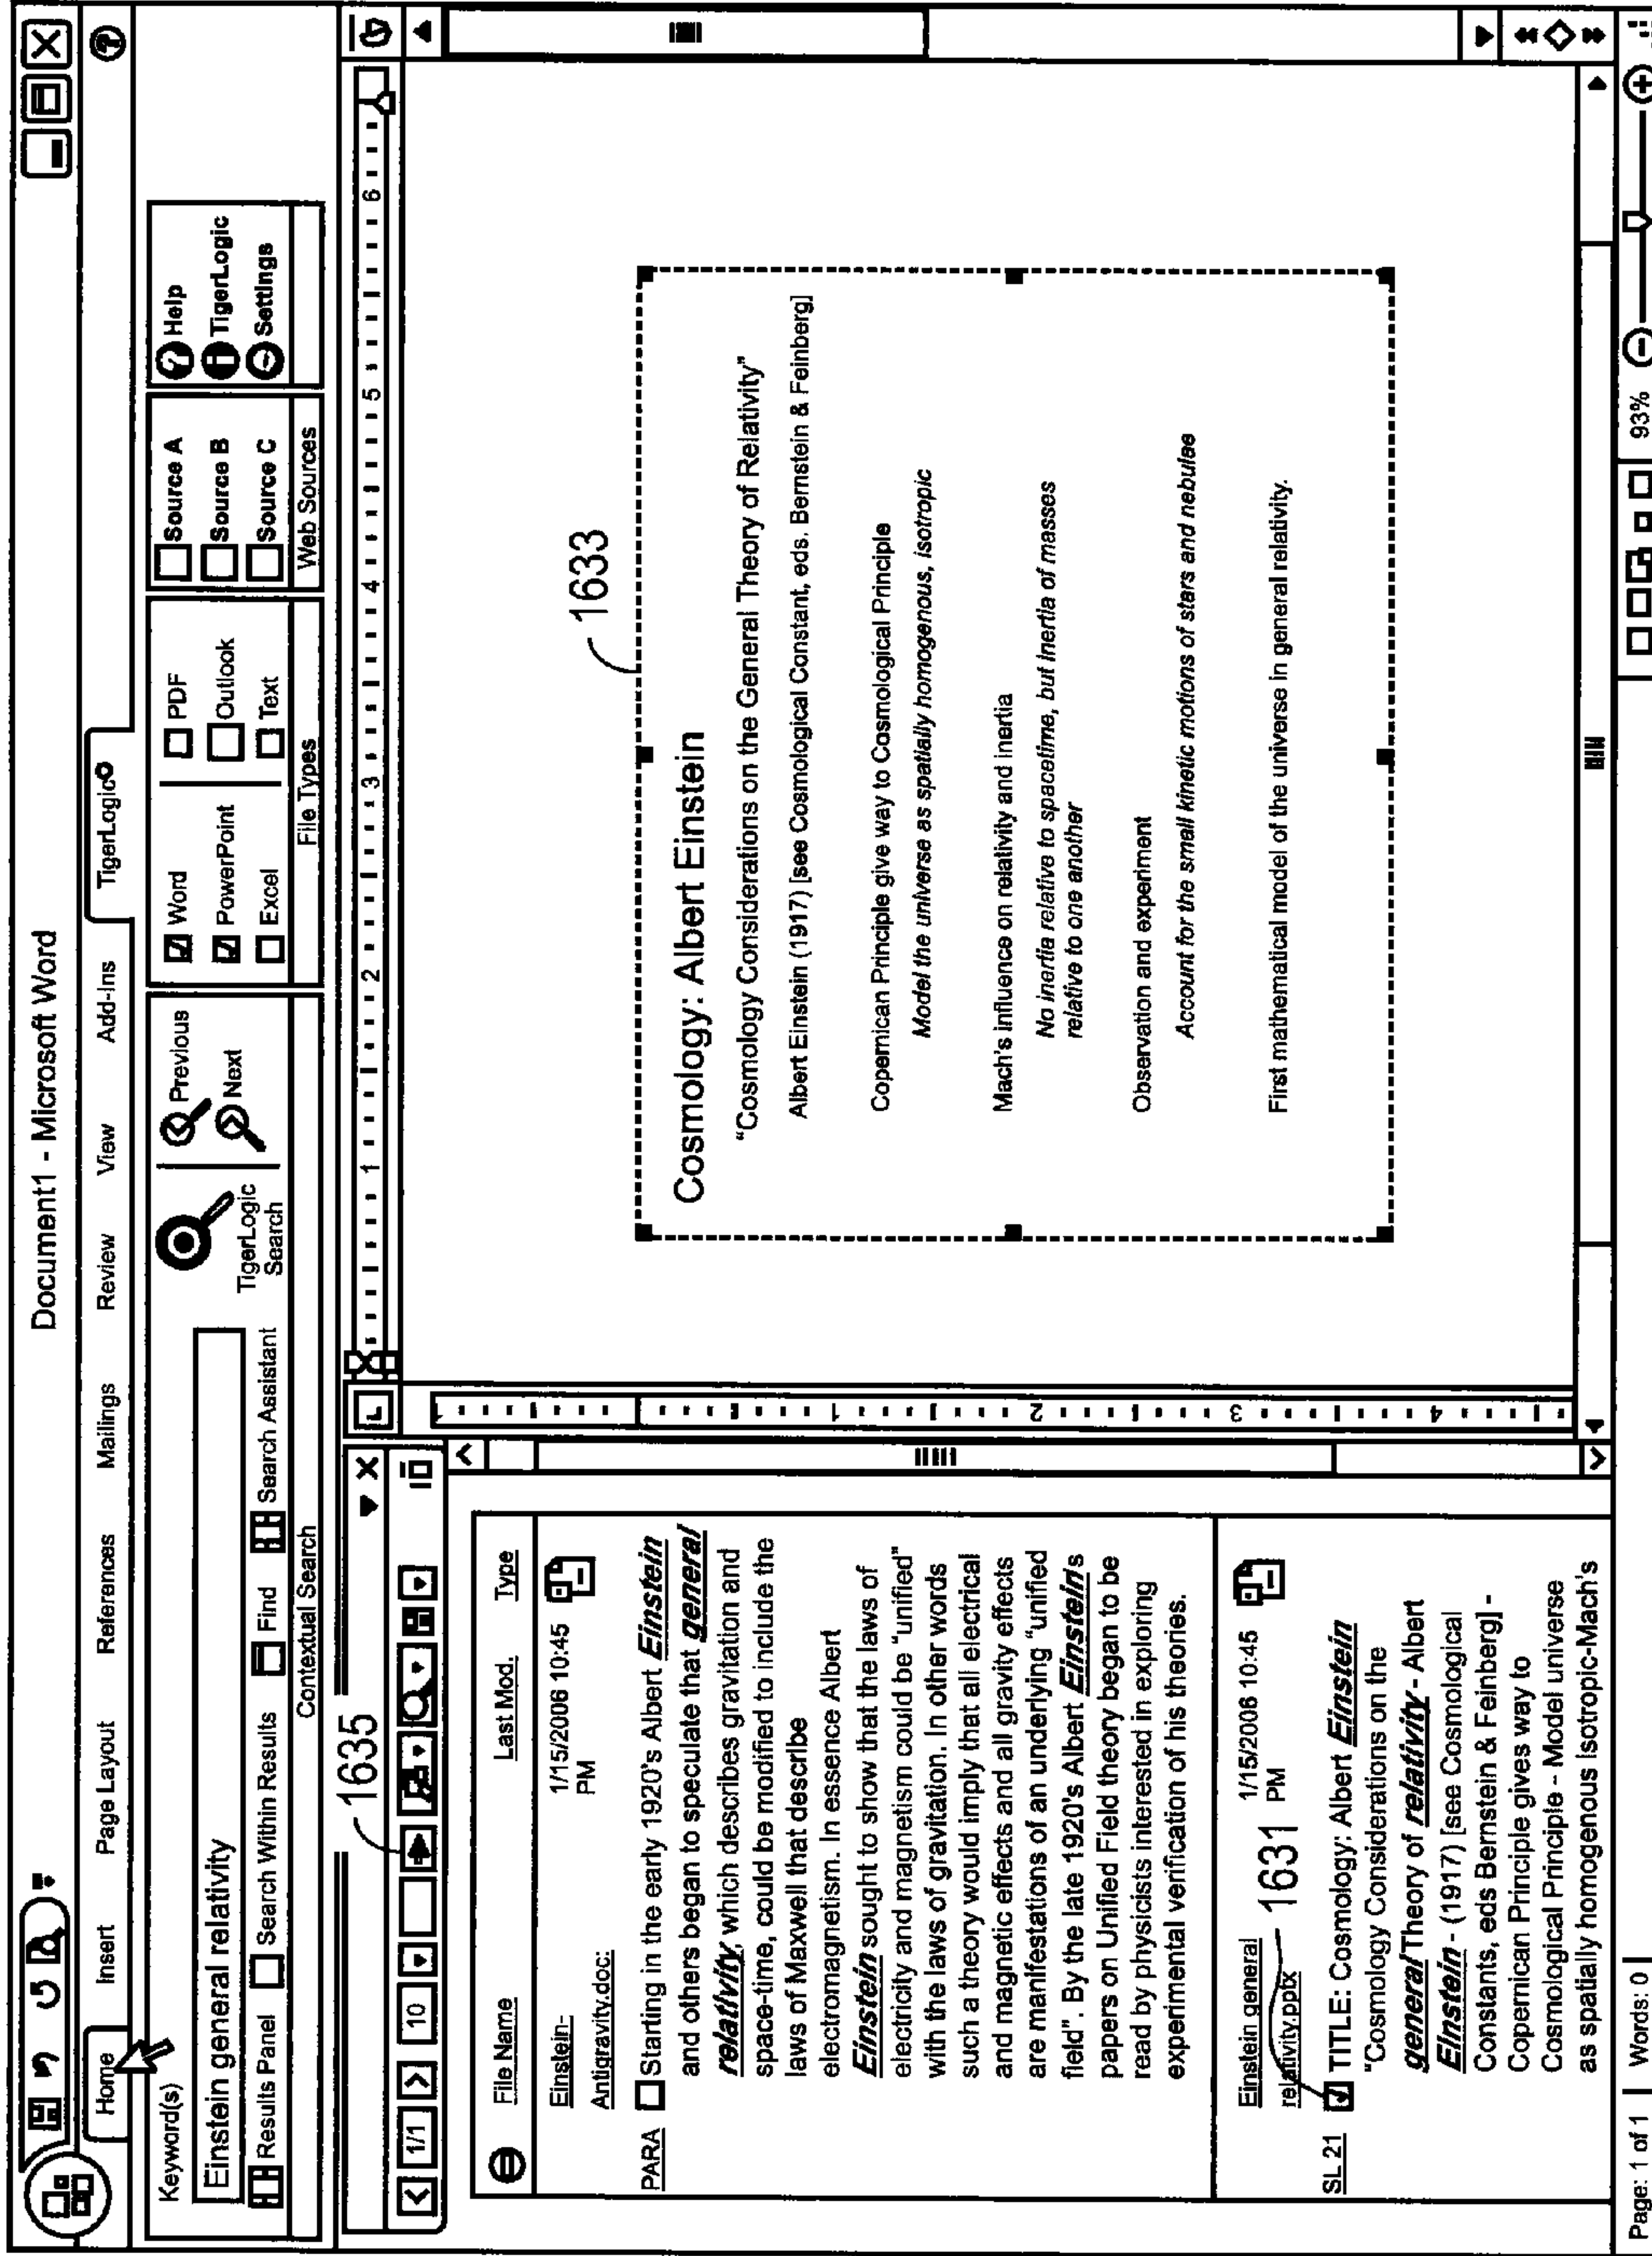 Document1 - Microsoft Word
Home Insert Page Layout References Mailings Review View Add-Ins TigerLogic
Keyword(s)
Einstein general relativity
Results Panel Search Within Results Find Search Assistant
TigerLogic
Search
Previous
Next
Contextual Search
Word
PowerPoint
Excel
PDF
Outlook
Text
File Types
Source A
Source B
Source C
Web Sources
Help
TigerLogic
Settings
1635
1/1 10
File Name Last Mod. Type
Einstein-
Antigravity.doc:
1/15/2006 10:45
PM
PARA Starting in the early 1920's Albert Einstein
and others began to speculate that general
relativity, which describes gravitation and
space-time, could be modified to include the
laws of Maxwell that describe
electromagnetism. In essence Albert
Einstein sought to show that the laws of
electricity and magnetism could be "unified"
with the laws of gravitation. In other words
such a theory would imply that all electrical
and magnetic effects and all gravity effects
are manifestations of an underlying "unified
field". By the late 1920's Albert Einstein's
papers on Unified Field theory began to be
read by physicists interested in exploring
experimental verification of his theories.
Einstein general
relativity.pptx
1631
1/15/2006 10:45
PM
SL 21 TITLE: Cosmology: Albert Einstein
"Cosmology Considerations on the
general Theory of relativity - Albert
Einstein - (1917) [see Cosmological
Constants, eds Bernstein & Feinberg] -
Copernican Principle gives way to
Cosmological Principle - Model universe
as spatially homogenous isotropic-Mach's
1 2 3 4 5 6
1
2
3
4
1633
Cosmology: Albert Einstein
"Cosmology Considerations on the General Theory of Relativity"
Albert Einstein (1917) [see Cosmological Constant, eds. Bernstein & Feinberg]
Copernican Principle give way to Cosmological Principle
Model the universe as spatially homogenous, isotropic
Mach's influence on relativity and inertia
No inertia relative to spacetime, but inertia of masses
relative to one another
Observation and experiment
Account for the small kinetic motions of stars and nebulae
First mathematical model of the universe in general relativity.
Page: 1 of 1 Words: 0 93%